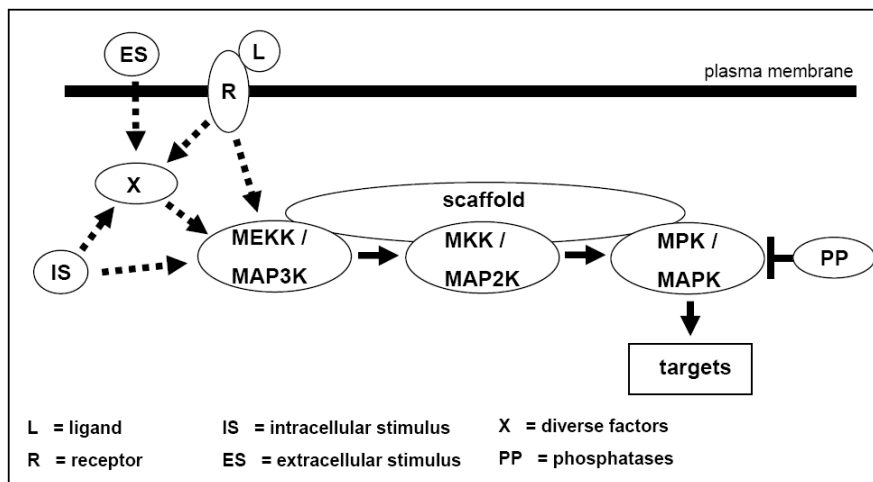 ES
L
plasma membrane
R
X
scaffold
MEKK /
MAP3K
MKK /
MAP2K
MPK /
MAPK
IS
PP
targets
L = ligand
IS = intracellular stimulus
X = diverse factors
R = receptor
ES = extracellular stimulus
PP = phosphatases